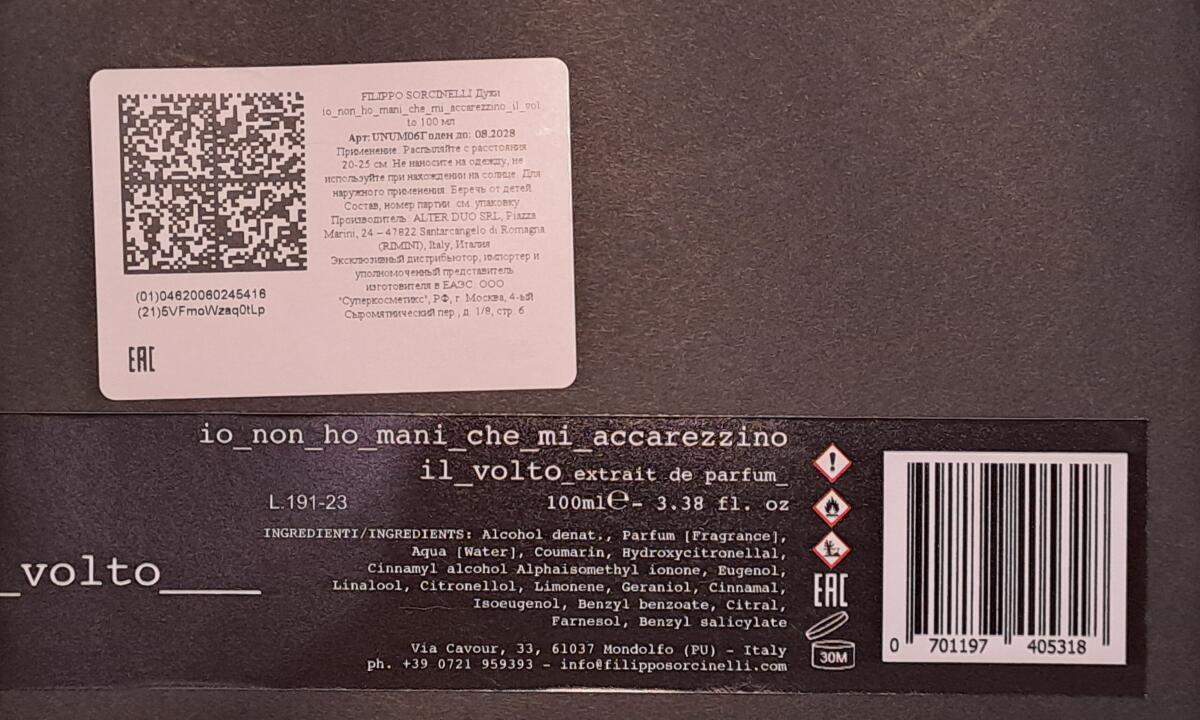 FILIPPO SORCINELLI Духи
io_non_ho_mani_che_mi_accarezzino_il_vol
to 100 мл
Арт: UNUM06Годен до: 08.2028
Применение. Распыляйте с расстояния
20-25 см. Не наносите на одежду, не
используйте при нахождении на солнце. Для
наружного применения. Беречь от детей.
Состав, номер партии см. упаковку
Производитель: ALTER DUO SRL, Piazza
Marini, 24 – 47822 Santarcangelo di Romagna
(RIMINI), Italy, Италия
Эксклюзивный дистрибьютор, импортер и
уполномоченный представитель
изготовителя в ЕАЭС: ООО
"Суперкосметикс", РФ, г. Москва, 4-ый
Сыромятнический пер., д. 1/8, стр. 6
(01)04620060245416
(21)5VFmoWzaq0tLp
EAC
io_non_ho_mani_che_mi_accarezzino
il_volto_extrait de parfum_
L.191-23
100ml℮– 3.38 fl. oz
INGREDIENTI/INGREDIENTS: Alcohol denat., Parfum [Fragrance],
Aqua [Water], Coumarin, Hydroxycitronellal,
Cinnamyl alcohol Alphaisomethyl ionone, Eugenol,
Linalool, Citronellol, Limonene, Geraniol, Cinnamal,
Isoeugenol, Benzyl benzoate, Citral,
Farnesol, Benzyl salicylate
Via Cavour, 33, 61037 Mondolfo (PU) - Italy
ph. +39 0721 959393 - info@filipposorcinelli.com
_volto____
EAC
30M
0 701197 405318